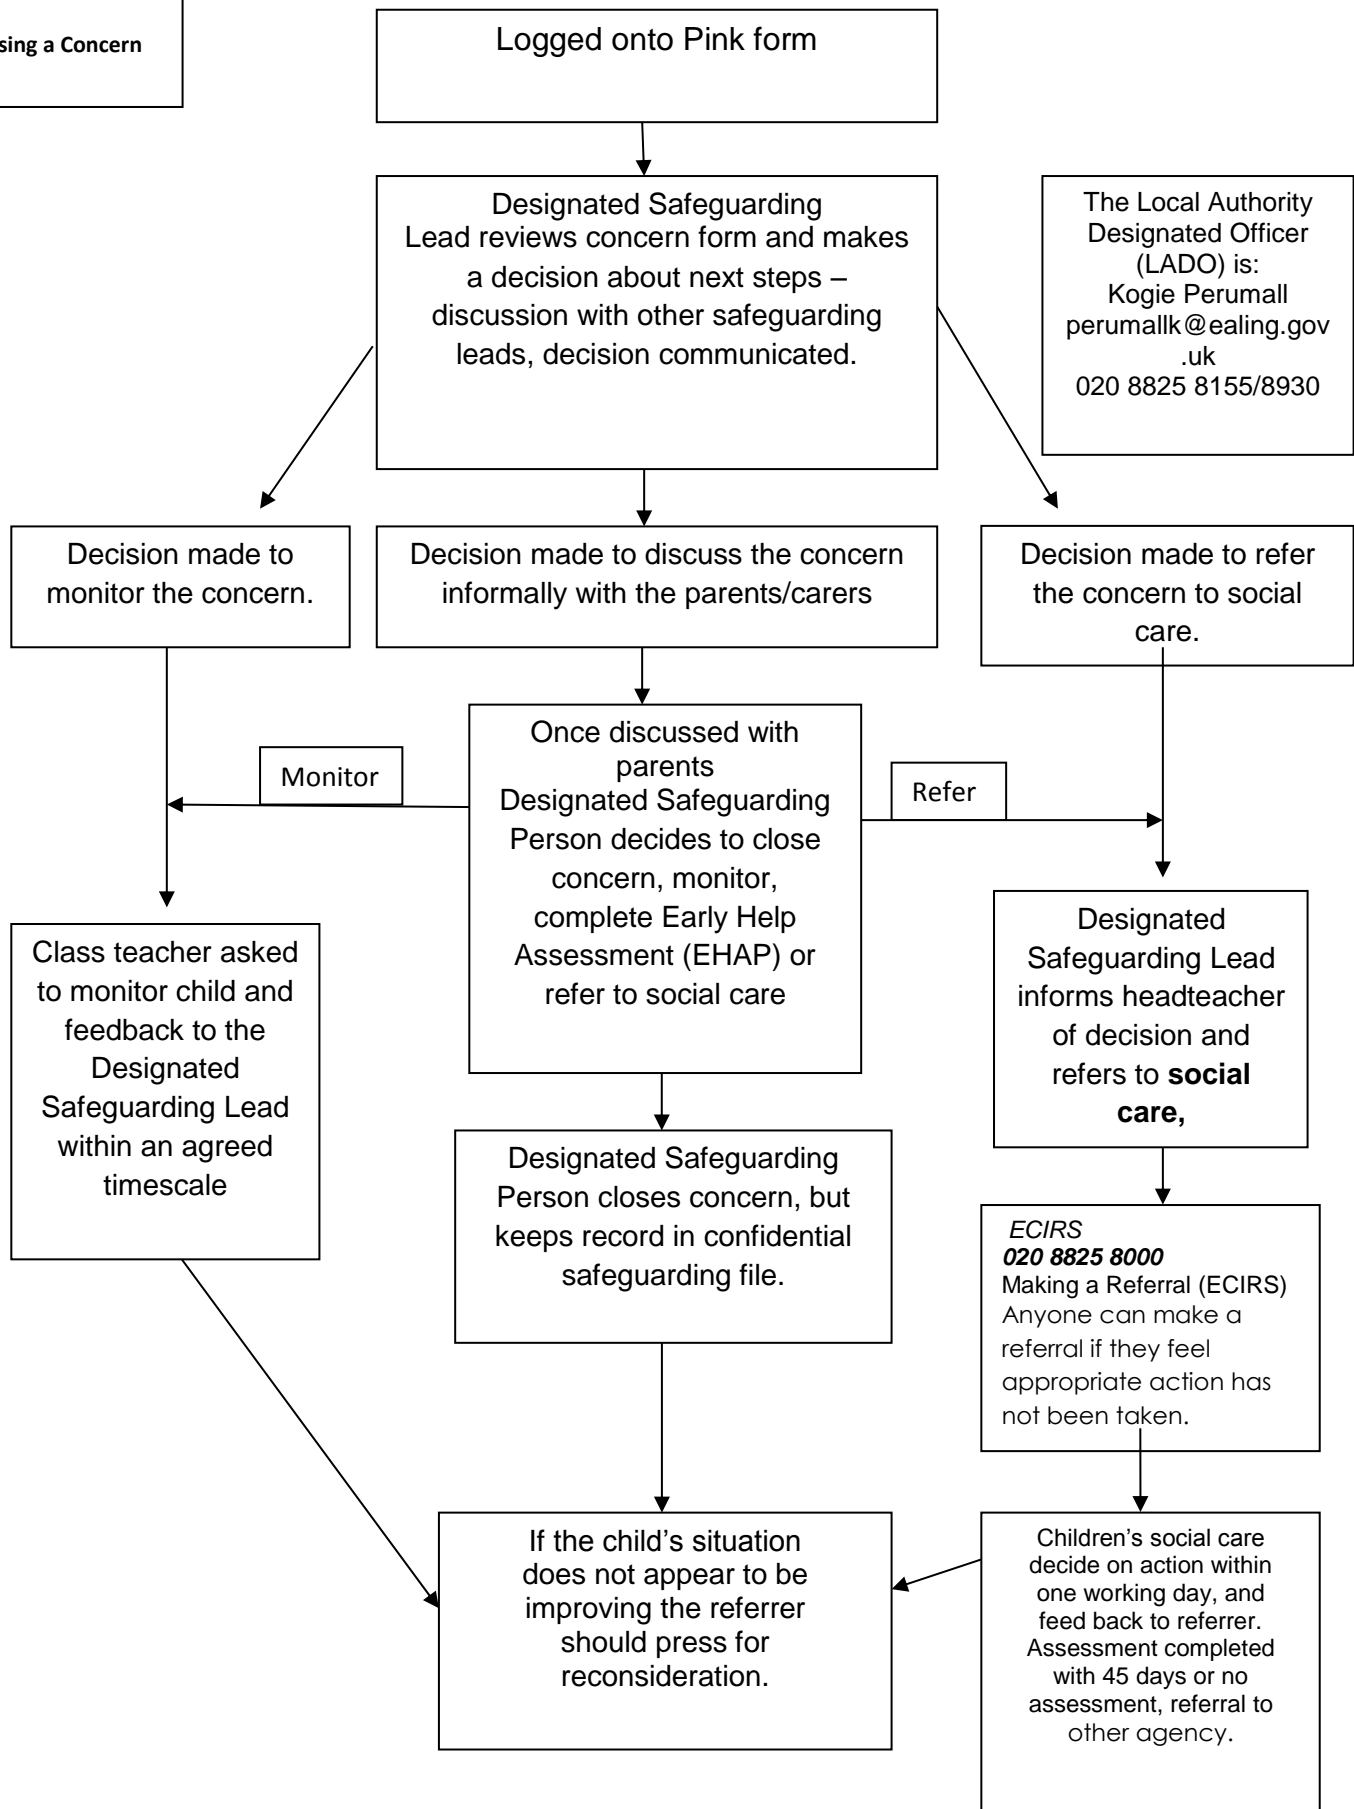 sing a Concern
Logged onto Pink form
Designated Safeguarding
Lead reviews concern form and makes
a decision about next steps –
discussion with other safeguarding
leads, decision communicated.
The Local Authority
Designated Officer
(LADO) is:
Kogie Perumall
perumallk@ealing.gov
.uk
020 8825 8155/8930
Decision made to
monitor the concern.
Decision made to discuss the concern
informally with the parents/carers
Decision made to refer
the concern to social
care.
Monitor
Once discussed with
parents
Designated Safeguarding
Person decides to close
concern, monitor,
complete Early Help
Assessment (EHAP) or
refer to social care
Refer
Class teacher asked
to monitor child and
feedback to the
Designated
Safeguarding Lead
within an agreed
timescale
Designated
Safeguarding Lead
informs headteacher
of decision and
refers to social
care,
Designated Safeguarding
Person closes concern, but
keeps record in confidential
safeguarding file.
ECIRS
020 8825 8000
Making a Referral (ECIRS)
Anyone can make a
referral if they feel
appropriate action has
not been taken.
If the child’s situation
does not appear to be
improving the referrer
should press for
reconsideration.
Children’s social care
decide on action within
one working day, and
feed back to referrer.
Assessment completed
with 45 days or no
assessment, referral to
other agency.